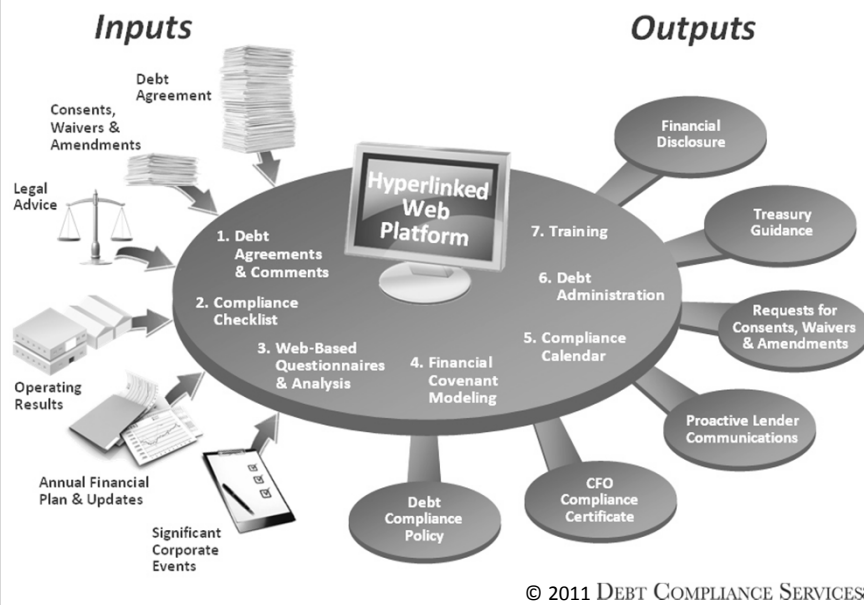 Inputs
Outputs
Debt
Agreement
Consents,
Waivers &
Amendments
Legal
Advice
Operating
Results
Annual Financial
Plan & Updates
Significant
Corporate
Events
Hyperlinked
Web
Platform
1. Debt
Agreements
& Comments
2. Compliance
Checklist
3. Web-Based
Questionnaires
& Analysis
4. Financial
Covenant
Modeling
5. Compliance
Calendar
6. Debt
Administration
7. Training
Financial
Disclosure
Treasury
Guidance
Requests for
Consents, Waivers
& Amendments
Proactive Lender
Communications
CFO
Compliance
Certificate
Debt
Compliance
Policy
© 2011 DEBT COMPLIANCE SERVICES